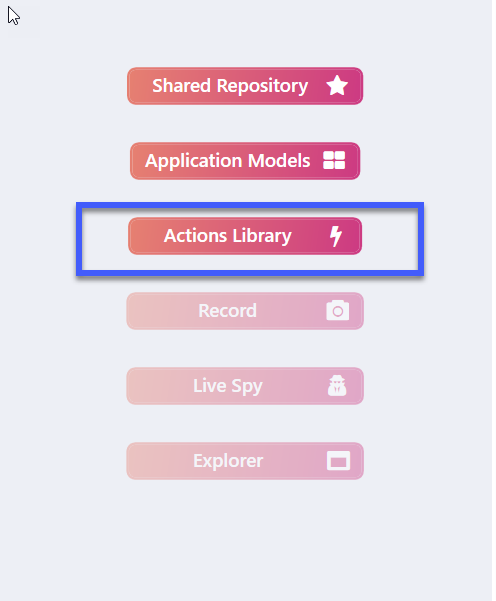 Shared Repository
Application Models
Actions Library
Record
Live Spy
Explorer